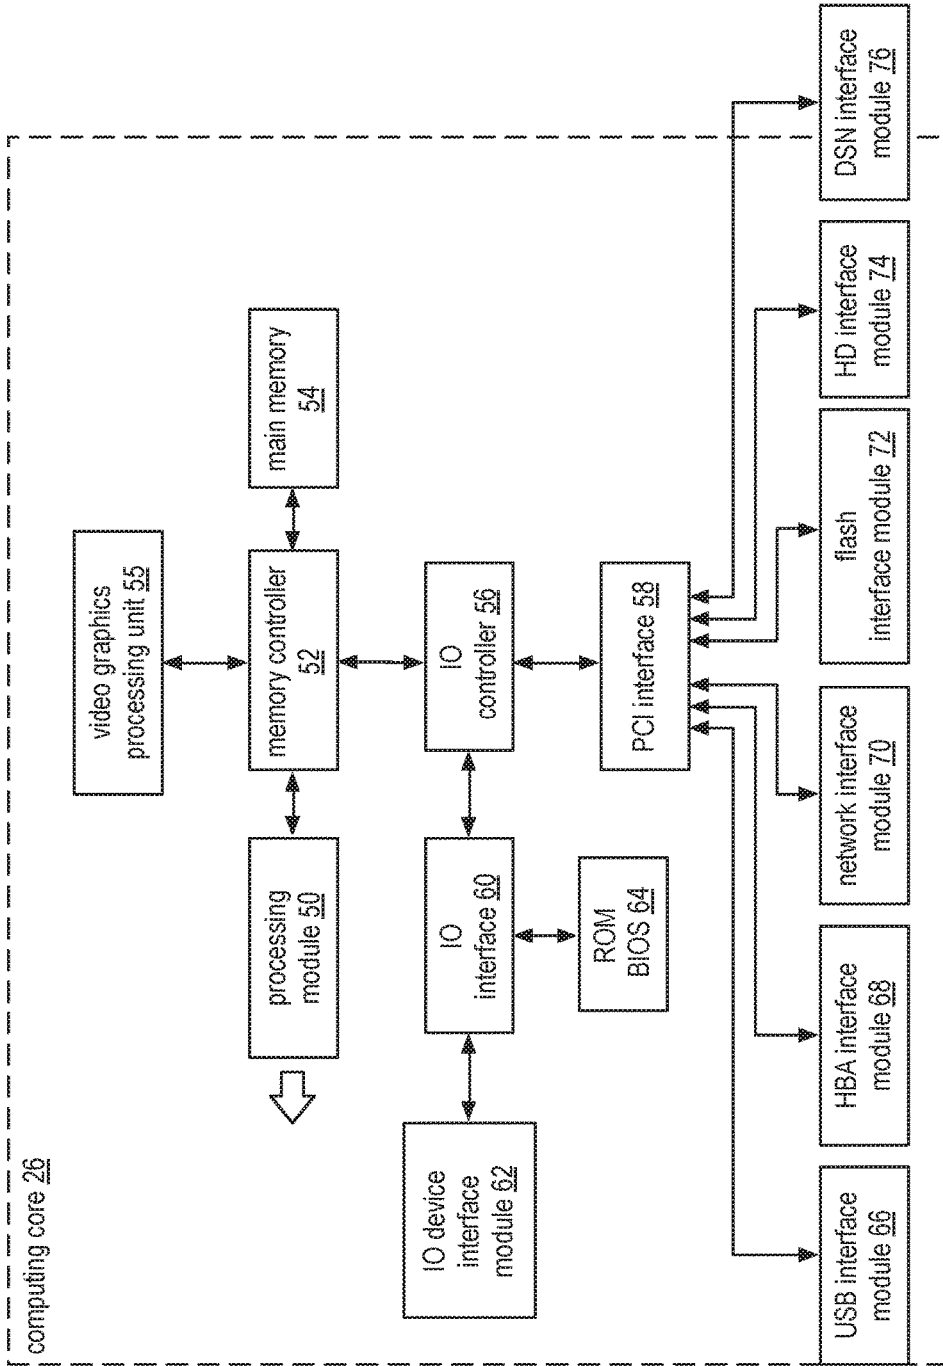 computing core 26
video graphics
processing unit 55
processing
module 50
memory controller
52
main memory
54
IO device
interface
module 62
IO
interface 60
IO
controller 56
ROM
BIOS 64
PCI interface 58
USB interface
module 66
HBA interface
module 68
network interface
module 70
flash
interface module 72
HD interface
module 74
DSN interface
module 76